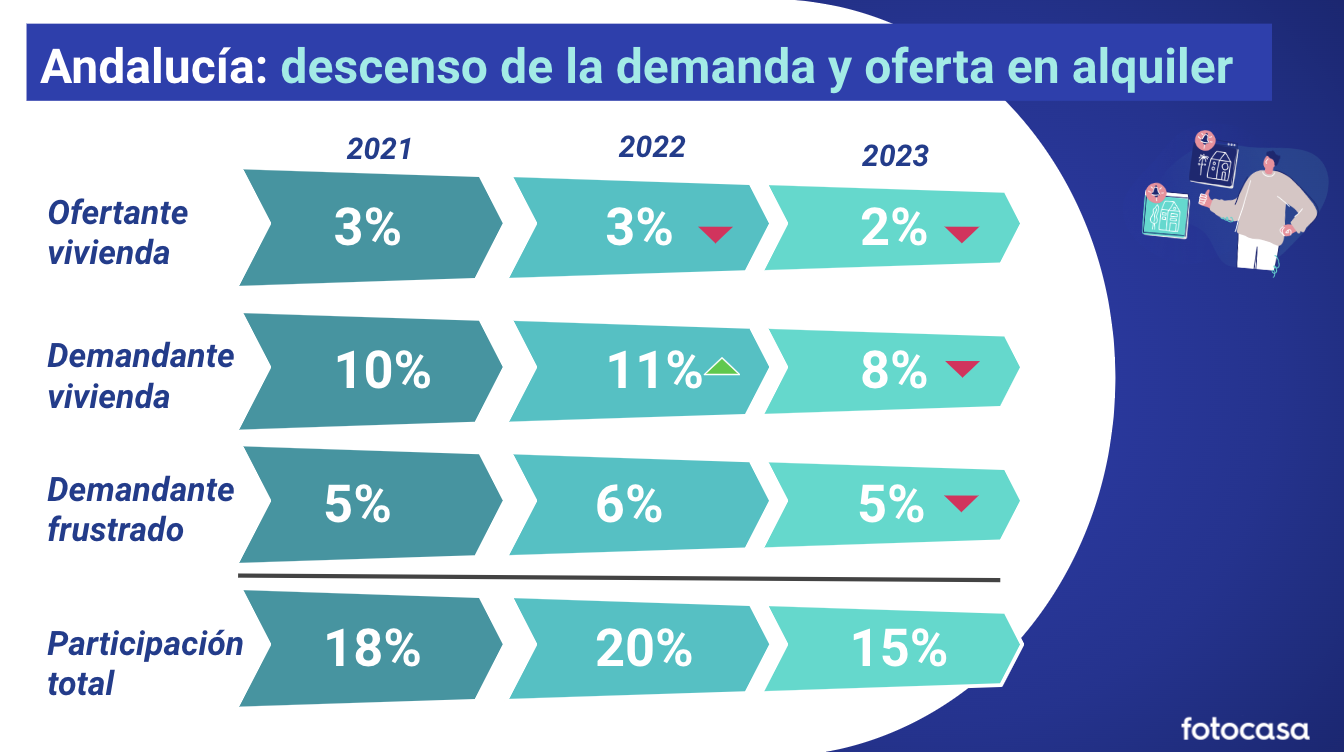 Andalucía: descenso de la demanda y oferta en alquiler
2021 2022 2023
Ofertante
vivienda
3% 3% 2%
Demandante
vivienda
10% 11% 8%
Demandante
frustrado
5% 6% 5%
Participación
total
18% 20% 15%
fotocasa